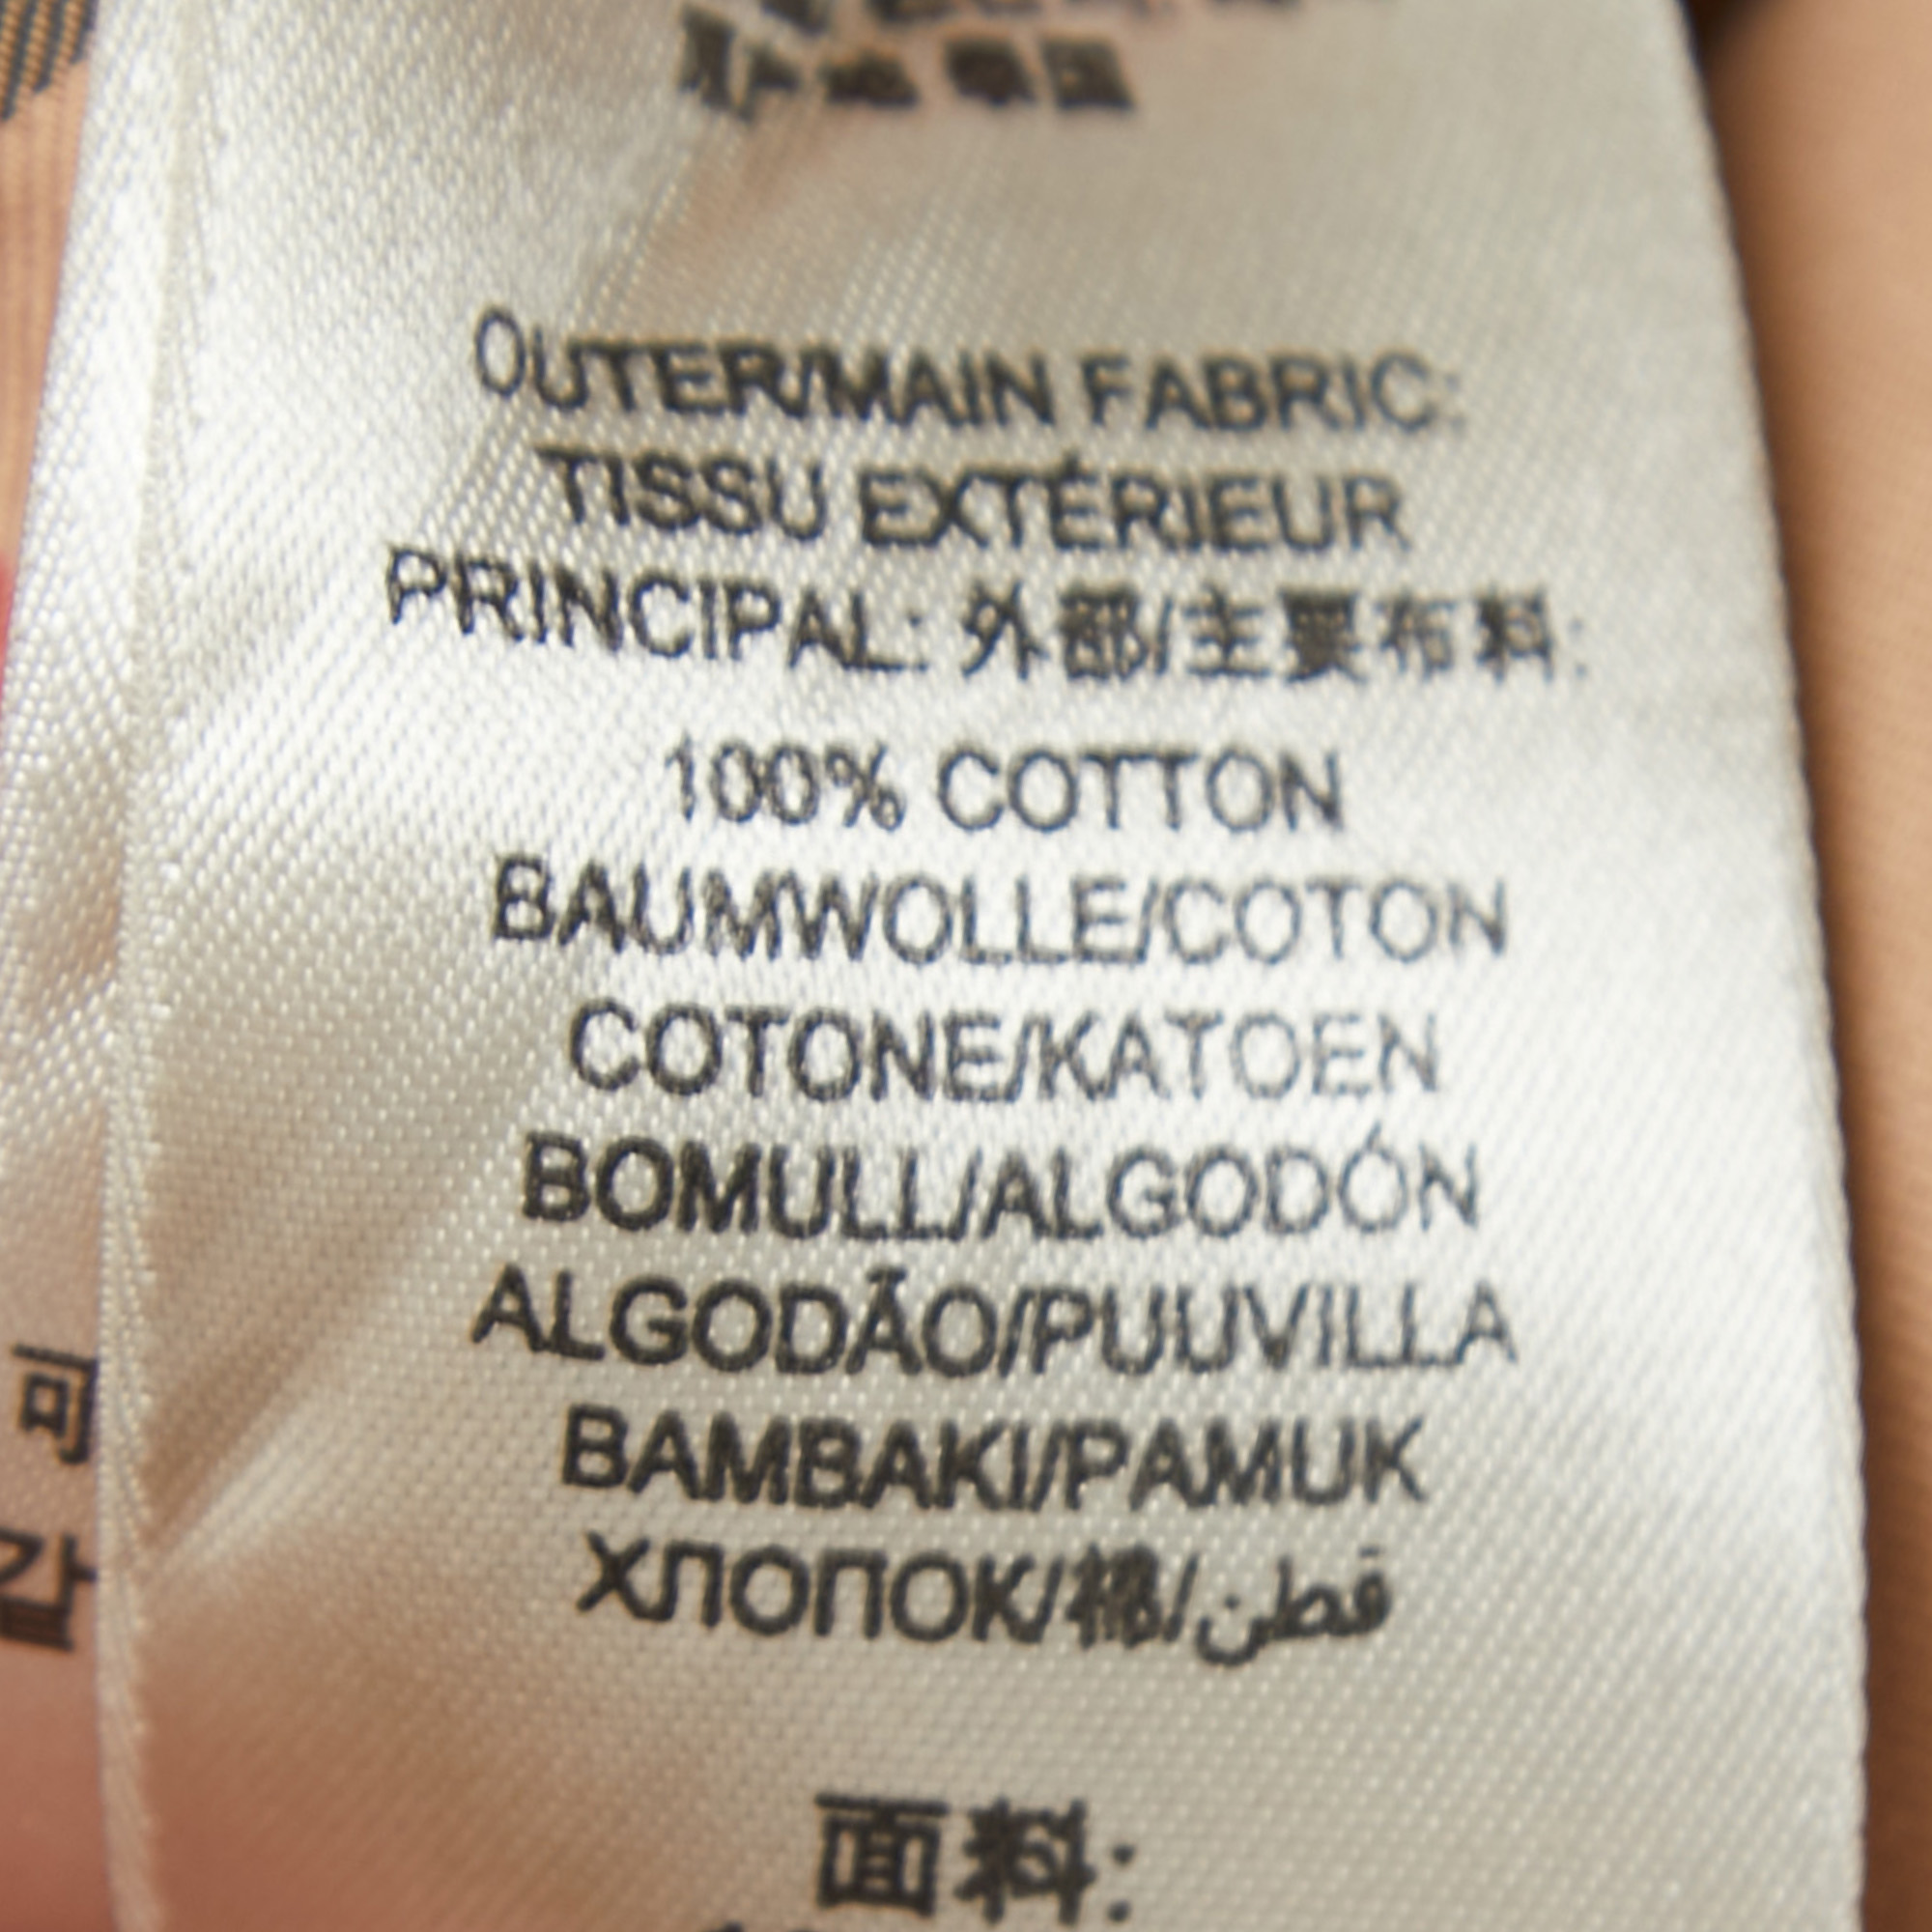 OUTER/MAIN FABRIC:
TISSU EXTÉRIEUR
PRINCIPAL: 外部/主要布料:
100% COTTON
BAUMWOLLE/COTON
COTONE/KATOEN
BOMULL/ALGODÓN
ALGODÃO/PUUVILLA
BAMBAKI/PAMUK
ХЛОПОК/棉/قطن
面料: